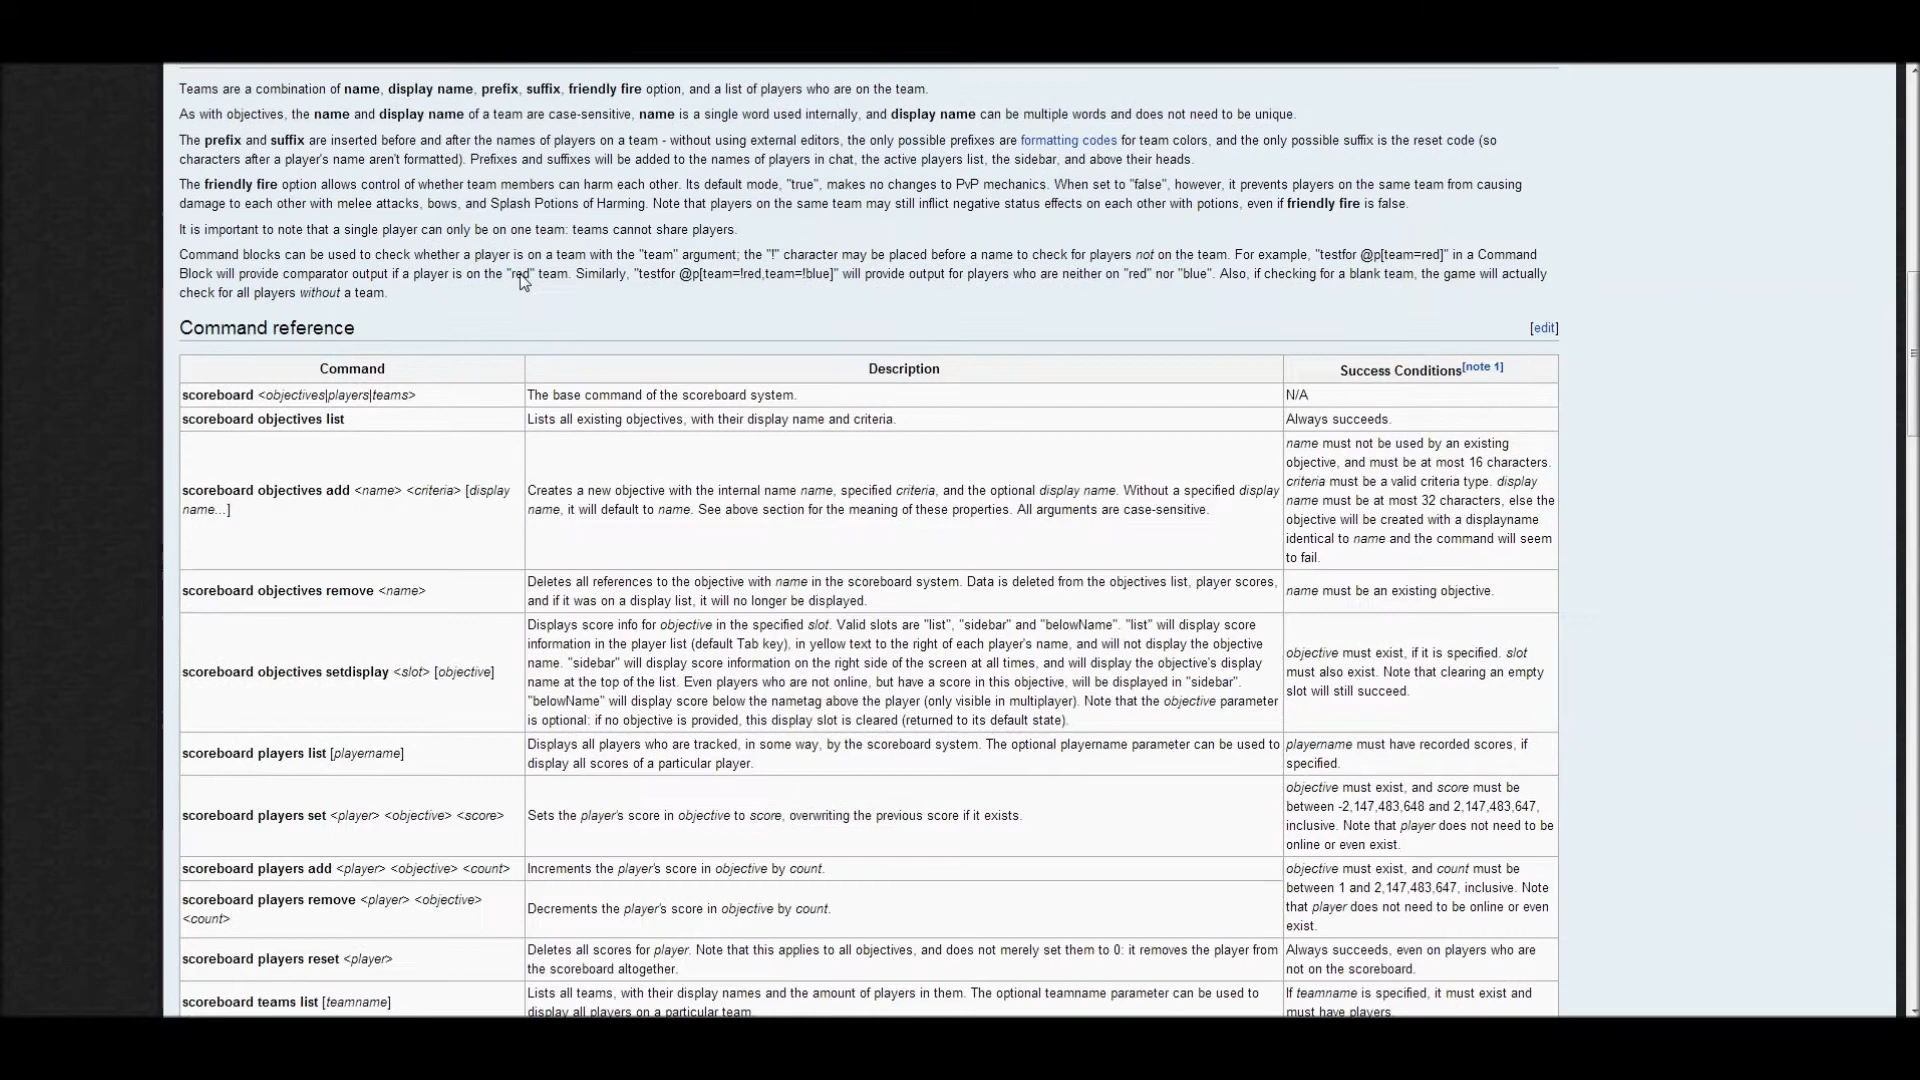 Teams are a combination of name, display name, prefix, suffix, friendly fire option, and a list of players who are on the team.
As with objectives, the name and display name of a team are case-sensitive, name is a single word used internally, and display name can be multiple words and does not need to be unique.
The prefix and suffix are inserted before and after the names of players on a team - without using external editors, the only possible prefixes are formatting codes for team colors, and the only possible suffix is the reset code (so
characters after a player's name aren't formatted). Prefixes and suffixes will be added to the names of players in chat, the active players list, the sidebar, and above their heads.
The friendly fire option allows control of whether team members can harm each other. Its default mode, "true", makes no changes to PvP mechanics. When set to "false", however, it prevents players on the same team from causing
damage to each other with melee attacks, bows, and Splash Potions of Harming. Note that players on the same team may still inflict negative status effects on each other with potions, even if friendly fire is false.
It is important to note that a single player can only be on one team: teams cannot share players.
Command blocks can be used to check whether a player is on a team with the "team" argument; the "!" character may be placed before a name to check for players not on the team. For example, "testfor @p[team=red]" in a Command
Block will provide comparator output if a player is on the "red" team. Similarly, "testfor @p[team=!red,team=!blue]" will provide output for players who are neither on "red" nor "blue". Also, if checking for a blank team, the game will actually
check for all players without a team.
Command reference
[edit]
Command
Description
Success Conditions[note 1]
scoreboard <objectives|players|teams>
The base command of the scoreboard system.
N/A
scoreboard objectives list
Lists all existing objectives, with their display name and criteria.
Always succeeds.
scoreboard objectives add <name> <criteria> [display
name...]
Creates a new objective with the internal name name, specified criteria, and the optional display name. Without a specified display
name, it will default to name. See above section for the meaning of these properties. All arguments are case-sensitive.
name must not be used by an existing
objective, and must be at most 16 characters.
criteria must be a valid criteria type. display
name must be at most 32 characters, else the
objective will be created with a displayname
identical to name and the command will seem
to fail.
scoreboard objectives remove <name>
Deletes all references to the objective with name in the scoreboard system. Data is deleted from the objectives list, player scores,
and if it was on a display list, it will no longer be displayed.
name must be an existing objective.
scoreboard objectives setdisplay <slot> [objective]
Displays score info for objective in the specified slot. Valid slots are "list", "sidebar" and "belowName". "list" will display score
information in the player list (default Tab key), in yellow text to the right of each player's name, and will not display the objective
name. "sidebar" will display score information on the right side of the screen at all times, and will display the objective's display
name at the top of the list. Even players who are not online, but have a score in this objective, will be displayed in "sidebar".
"belowName" will display score below the nametag above the player (only visible in multiplayer). Note that the objective parameter
is optional: if no objective is provided, this display slot is cleared (returned to its default state).
objective must exist, if it is specified. slot
must also exist. Note that clearing an empty
slot will still succeed.
scoreboard players list [playername]
Displays all players who are tracked, in some way, by the scoreboard system. The optional playername parameter can be used to
display all scores of a particular player.
playername must have recorded scores, if
specified.
scoreboard players set <player> <objective> <score>
Sets the player's score in objective to score, overwriting the previous score if it exists.
objective must exist, and score must be
between -2,147,483,648 and 2,147,483,647,
inclusive. Note that player does not need to be
online or even exist.
scoreboard players add <player> <objective> <count>
Increments the player's score in objective by count.
objective must exist, and count must be
between 1 and 2,147,483,647, inclusive. Note
that player does not need to be online or even
exist.
scoreboard players remove <player> <objective>
<count>
Decrements the player's score in objective by count.
scoreboard players reset <player>
Deletes all scores for player. Note that this applies to all objectives, and does not merely set them to 0: it removes the player from
the scoreboard altogether.
Always succeeds, even on players who are
not on the scoreboard.
scoreboard teams list [teamname]
Lists all teams, with their display names and the amount of players in them. The optional teamname parameter can be used to
display all players on a particular team.
If teamname is specified, it must exist and
must have players.